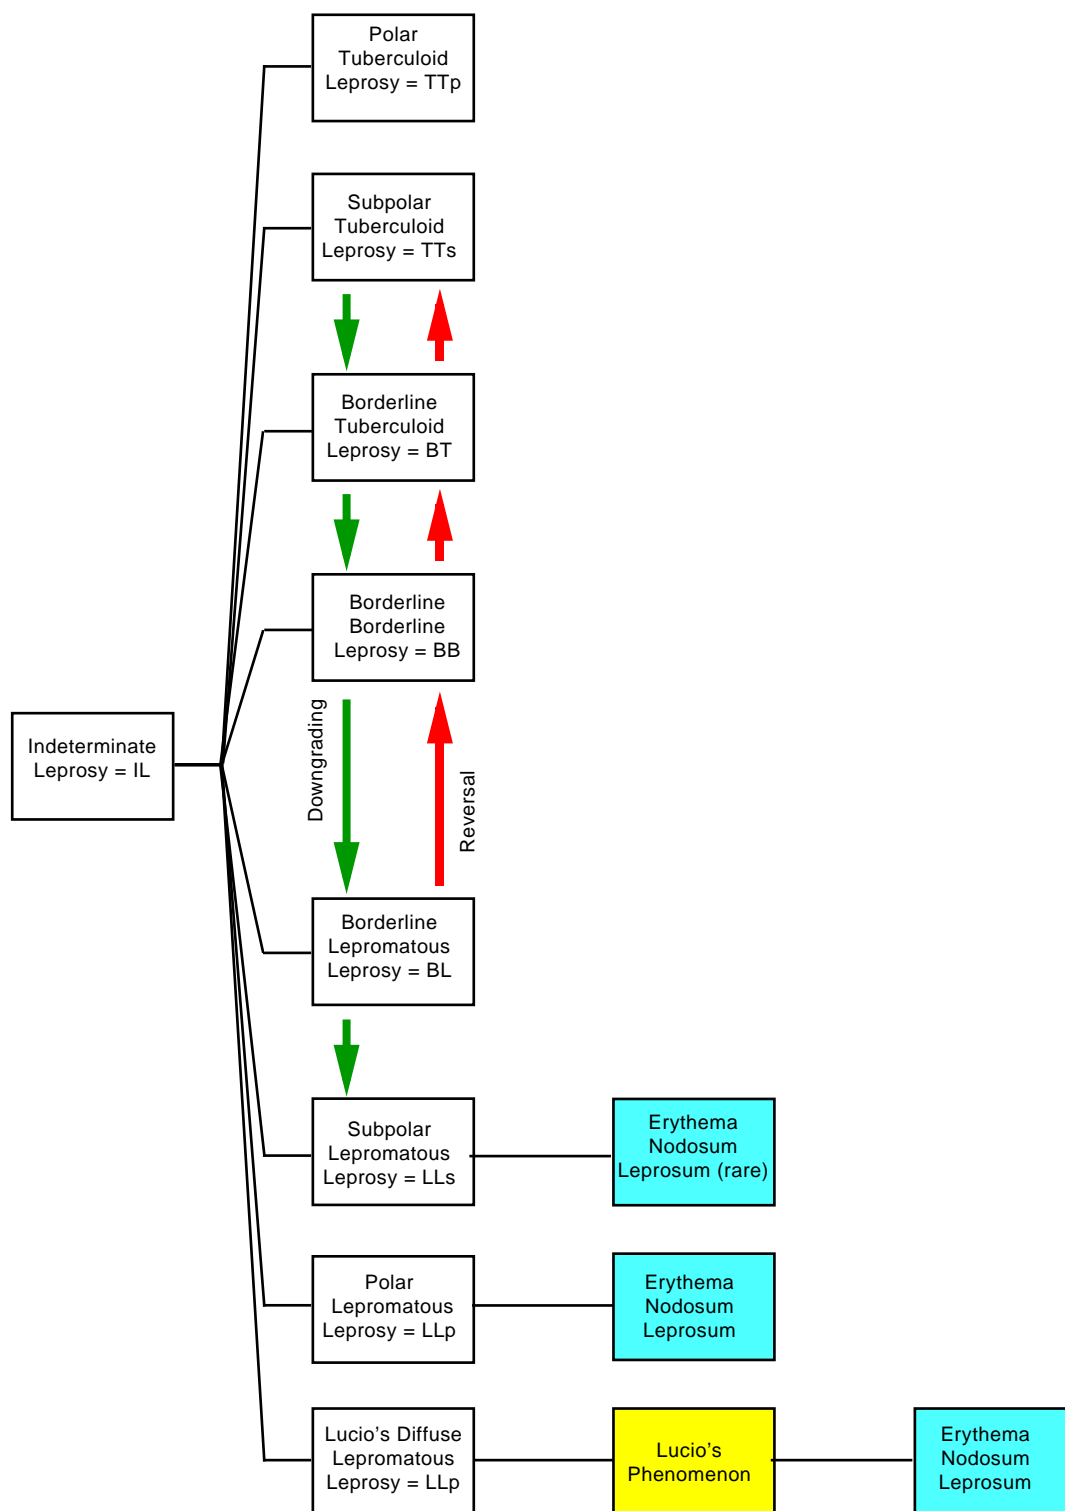 Polar
Tuberculoid
Leprosy = TTp
Subpolar
Tuberculoid
Leprosy = TTs
Borderline
Tuberculoid
Leprosy = BT
Borderline
Borderline
Leprosy = BB
Indeterminate
Leprosy = IL
Downgrading
Reversal
Borderline
Lepromatous
Leprosy = BL
Subpolar
Lepromatous
Leprosy = LLs
Erythema
Nodosum
Leprosum (rare)
Polar
Lepromatous
Leprosy = LLp
Erythema
Nodosum
Leprosum
Lucio’s Diffuse
Lepromatous
Leprosy = LLp
Lucio’s
Phenomenon
Erythema
Nodosum
Leprosum